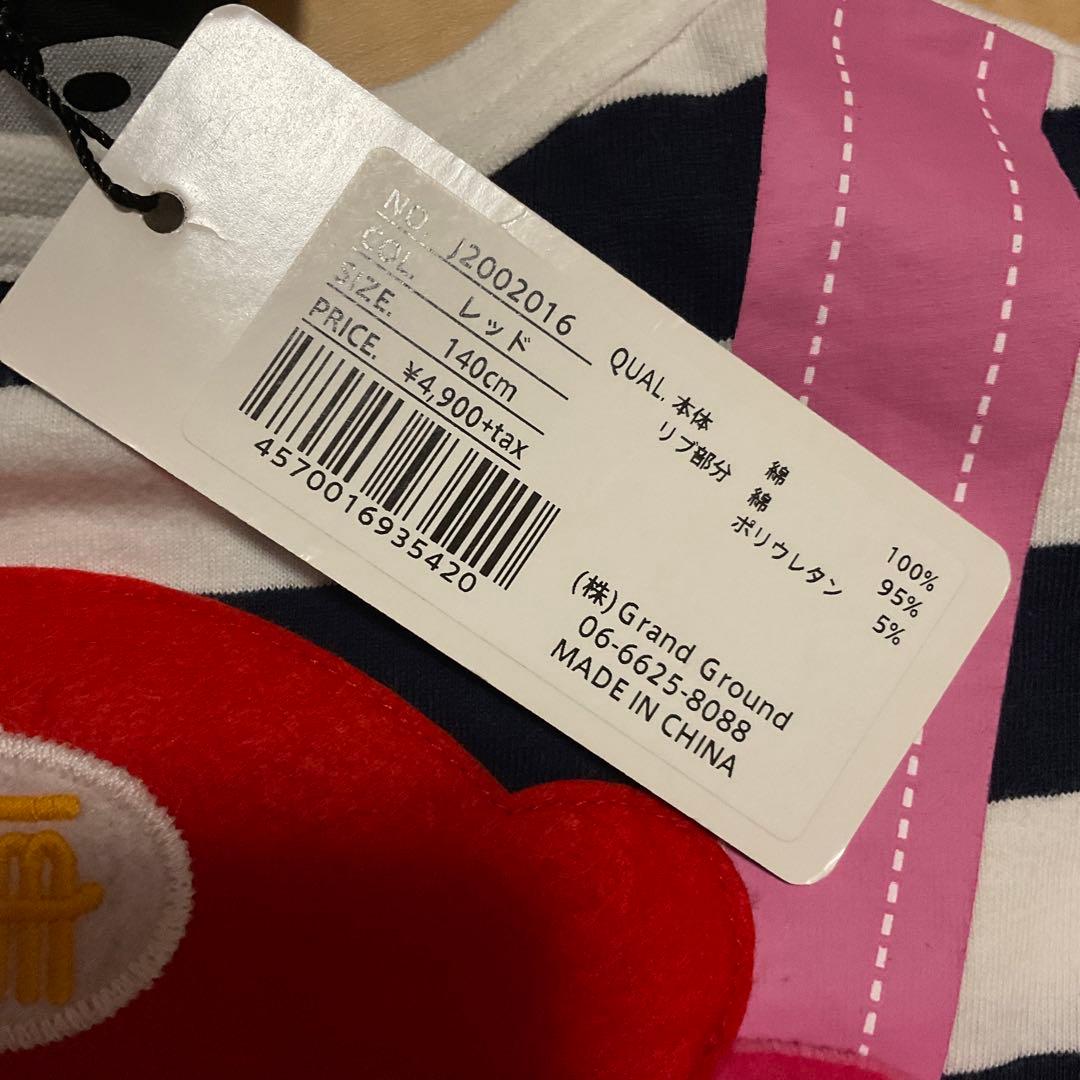 NO. J2002016
COL. レッド
SIZE. 140cm
PRICE. ¥4,900+tax
4570016935420
QUAL. 本体 綿 100%
リブ部分 綿 95%
ポリウレタン 5%
(株)Grand Ground
06-6625-8088
MADE IN CHINA